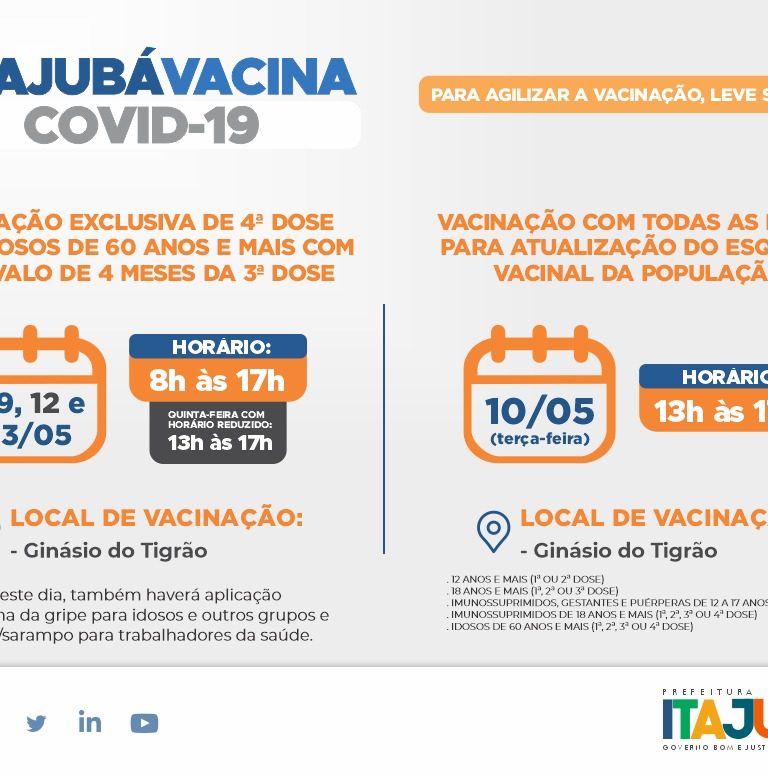 AJUBÁVACINA
COVID-19
AÇÃO EXCLUSIVA DE 4ª DOSE
OSOS DE 60 ANOS E MAIS COM
VALO DE 4 MESES DA 3ª DOSE
9, 12 e
3/05
HORÁRIO:
8h às 17h
QUINTA-FEIRA COM
HORÁRIO REDUZIDO:
13h às 17h
LOCAL DE VACINAÇÃO:
- Ginásio do Tigrão
este dia, também haverá aplicação
na da gripe para idosos e outros grupos e
/sarampo para trabalhadores da saúde.
PARA AGILIZAR A VACINAÇÃO, LEVE S
VACINAÇÃO COM TODAS AS
PARA ATUALIZAÇÃO DO ESQ
VACINAL DA POPULAÇÃ
10/05
(terça-feira)
HORÁRIO
13h às 1
LOCAL DE VACINAÇ
- Ginásio do Tigrão
. 12 ANOS E MAIS (1ª OU 2ª DOSE)
. 18 ANOS E MAIS (1ª, 2ª OU 3ª DOSE)
. IMUNOSSUPRIMIDOS, GESTANTES E PUÉRPERAS DE 12 A 17 ANOS
. IMUNOSSUPRIMIDOS DE 18 ANOS E MAIS (1ª, 2ª, 3ª OU 4ª DOSE)
. IDOSOS DE 60 ANOS E MAIS (1ª, 2ª, 3ª OU 4ª DOSE)
PREFEITURA
ITAJU
GOVERNO BOM E JUST